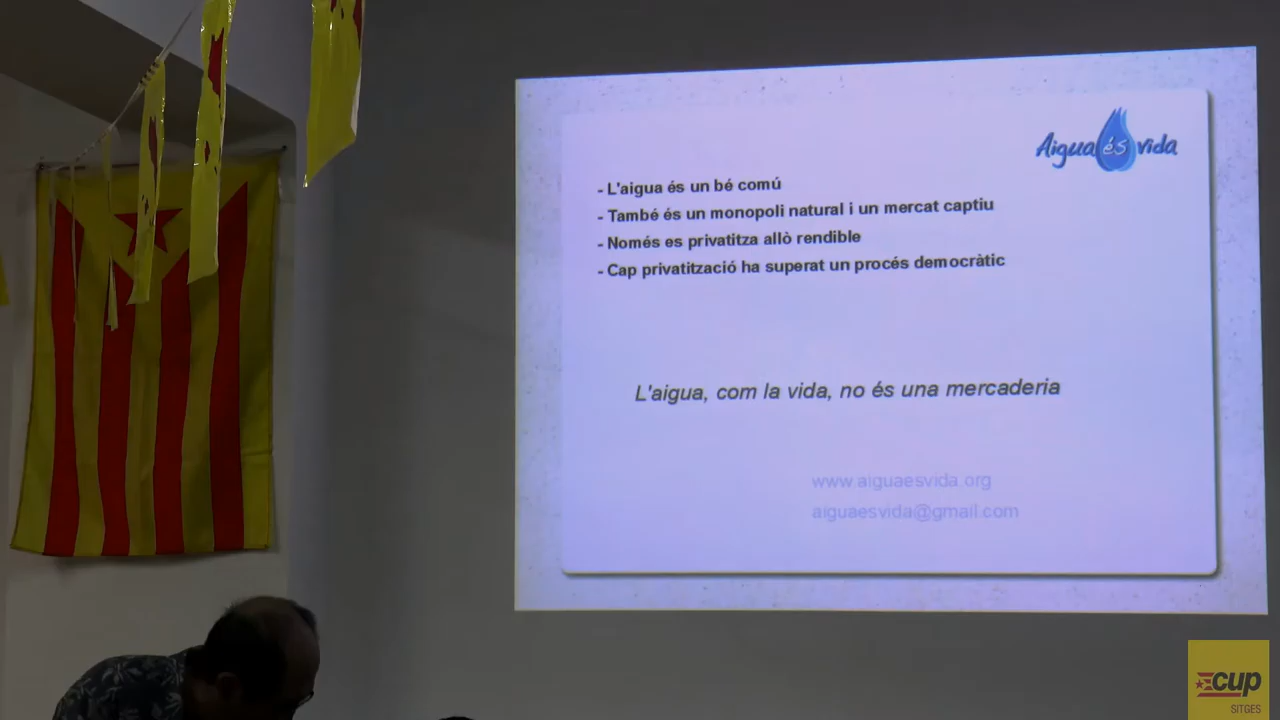 Aigua és vida
- L'aigua és un bé comú
- També és un monopoli natural i un mercat captiu
- Només es privatitza allò rendible
- Cap privatització ha superat un procés democràtic
L'aigua, com la vida, no és una mercaderia
www.aiguaesvida.org
aiguaesvida@gmail.com
cup
SITGES